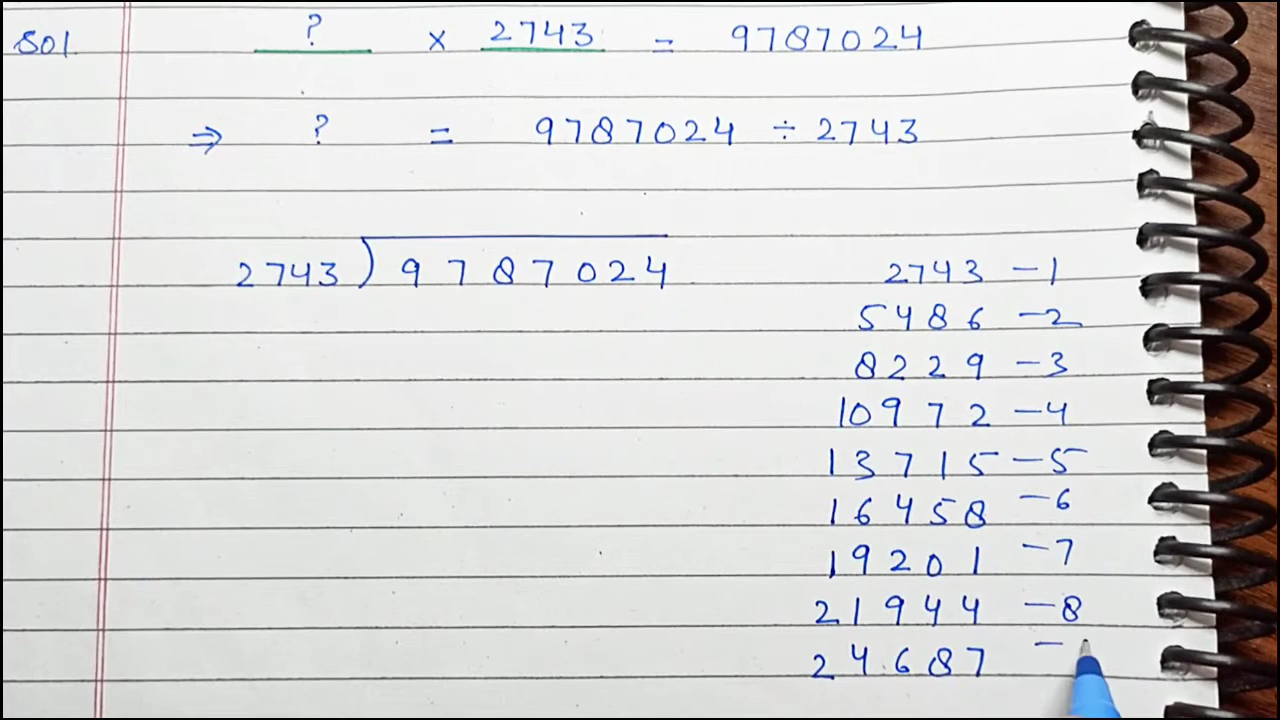 Sol ? × 2743 = 9787024
⇒ ? = 9787024 ÷ 2743
2743 ) 9787024 2743 – 1
5486 – 2
8229 – 3
10972 – 4
13715 – 5
16458 – 6
19201 – 7
21944 – 8
24687 –